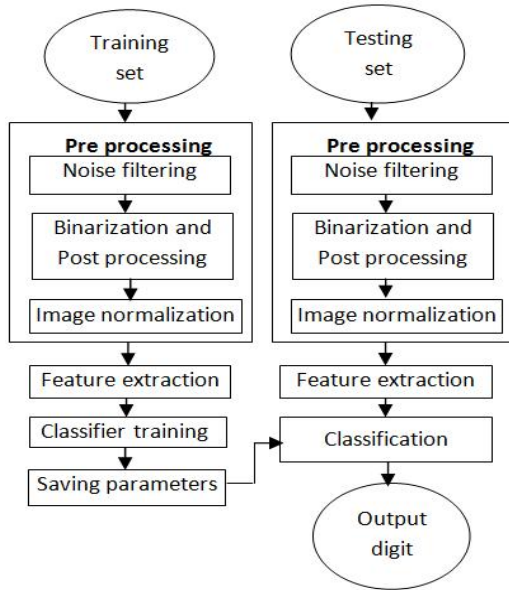 Training
set
Pre processing
Noise filtering
Binarization and
Post processing
Image normalization
Feature extraction
Classifier training
Saving parameters
Testing
set
Pre processing
Noise filtering
Binarization and
Post processing
Image normalization
Feature extraction
Classification
Output
digit